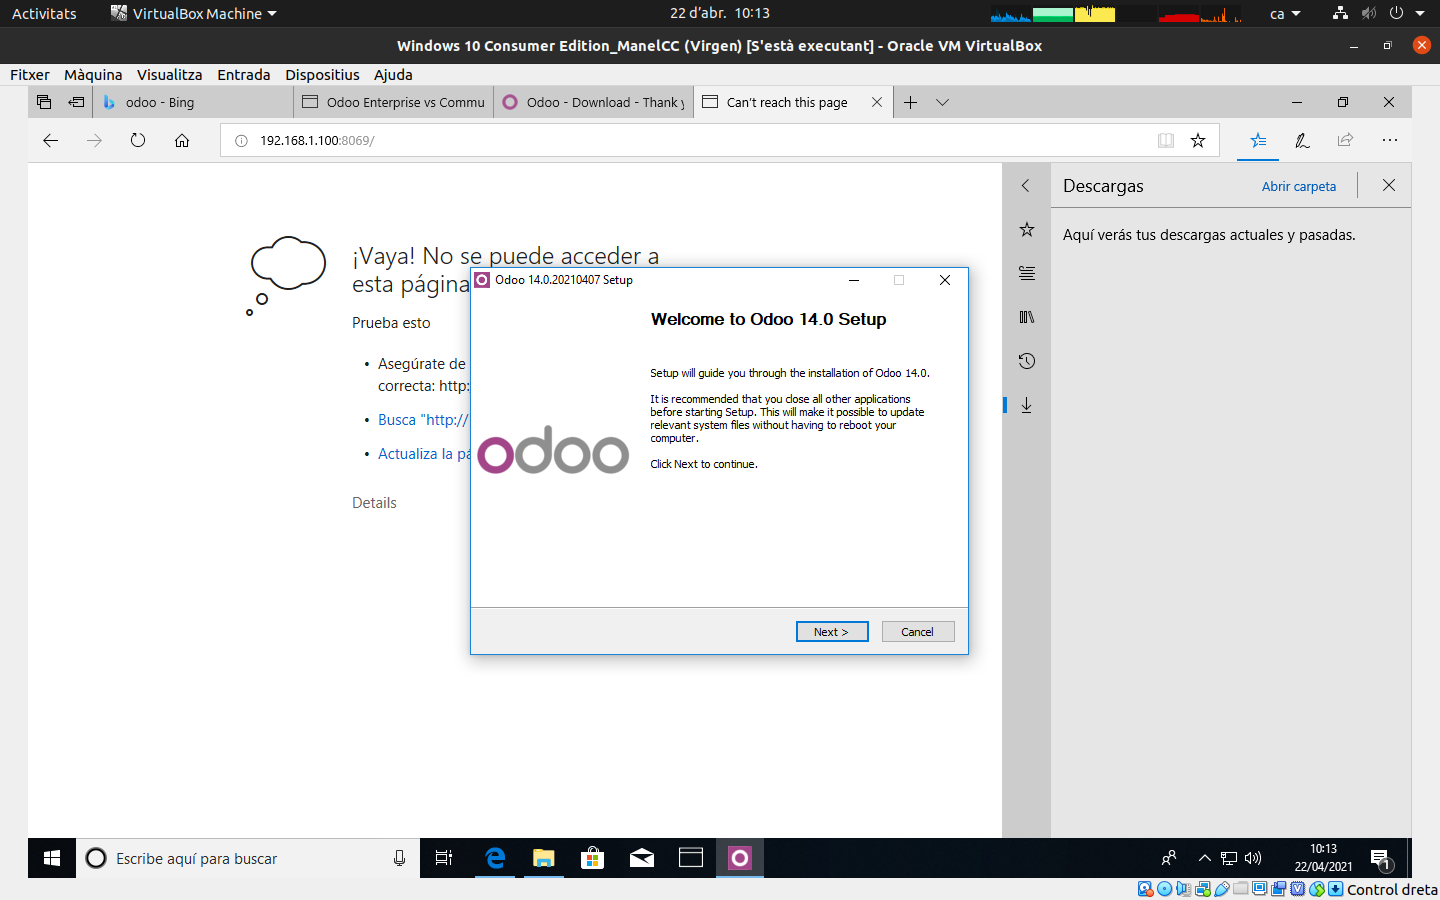 Activitats
VirtualBox Machine
22 d’abr.  10:13
ca
Windows 10 Consumer Edition_ManelCC (Virgen) [S'està executant] - Oracle VM VirtualBox
Fitxer Màquina Visualitza Entrada Dispositius Ajuda
odoo - Bing
Odoo Enterprise vs Commu
Odoo - Download - Thank y
Can't reach this page
192.168.1.100:8069/
Descargas
Abrir carpeta
Aquí verás tus descargas actuales y pasadas.
¡Vaya! No se puede acceder a
esta página
Prueba esto
• Asegúrate de
correcta: http:
• Busca "http://
• Actualiza la pá
Details
Odoo 14.0.20210407 Setup
Welcome to Odoo 14.0 Setup
Setup will guide you through the installation of Odoo 14.0.
It is recommended that you close all other applications
before starting Setup. This will make it possible to update
relevant system files without having to reboot your
computer.
Click Next to continue.
odoo
Next >
Cancel
Escribe aquí para buscar
10:13
22/04/2021
1
Control dreta